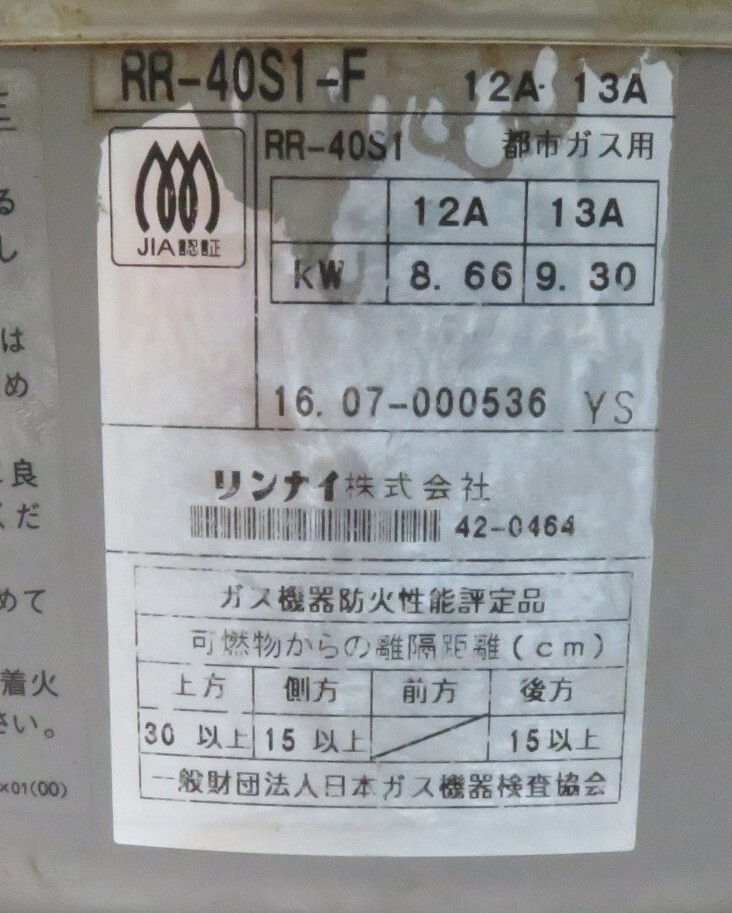 RR-40S1-F 12A・13A
JIA認証
RR-40S1 都市ガス用
12A 13A
kW 8.66 9.30
16.07-000536 YS
リンナイ株式会社
42-0464
ガス機器防火性能評定品
可燃物からの離隔距離(cm)
上方 側方 前方 後方
30 以上 15 以上 15以上
一般財団法人日本ガス機器検査協会
る
し
は
め
良
だ
めて
着火
さい。
×01(00)